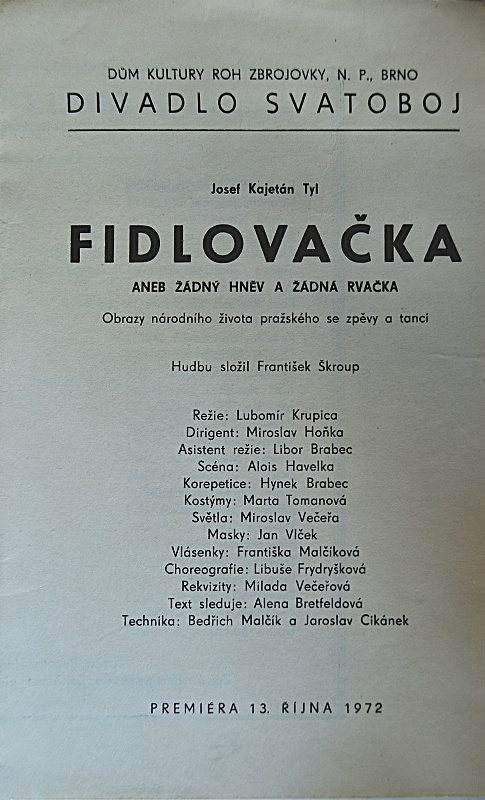 DŮM KULTURY ROH ZBROJOVKY, N. P., BRNO
DIVADLO SVATOBOJ
Josef Kajetán Tyl
FIDLOVAČKA
ANEB ŽÁDNÝ HNĚV A ŽÁDNÁ RVAČKA
Obrazy národního života pražského se zpěvy a tanci
Hudbu složil František Škroup
Režie: Lubomír Krupica
Dirigent: Miroslav Hoňka
Asistent režie: Libor Brabec
Scéna: Alois Havelka
Korepetice: Hynek Brabec
Kostýmy: Marta Tomanová
Světla: Miroslav Večeřa
Masky: Jan Vlček
Vlásenky: Františka Malčíková
Choreografie: Libuše Frydryšková
Rekvizity: Milada Večeřová
Text sleduje: Alena Bretfeldová
Technika: Bedřich Malčík a Jaroslav Cikánek
PREMIÉRA 13. ŘÍJNA 1972